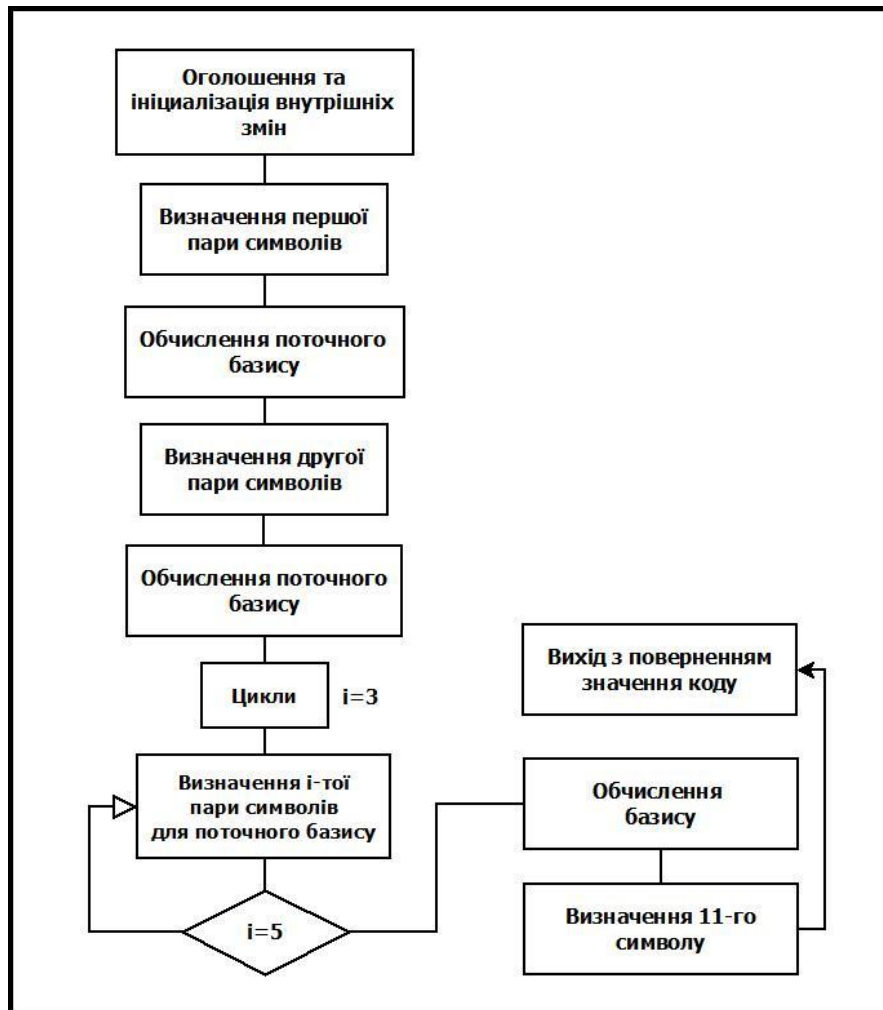 Оголошення та
ініциалізація внутрішніх
змін
Визначення першої
пари символів
Обчислення поточного
базису
Визначення другої
пари символів
Обчислення поточного
базису
Цикли
i=3
Визначення і-тої
пари символів
для поточного базису
i=5
Обчислення
базису
Визначення 11-го
символу
Вихід з поверненням
значення коду